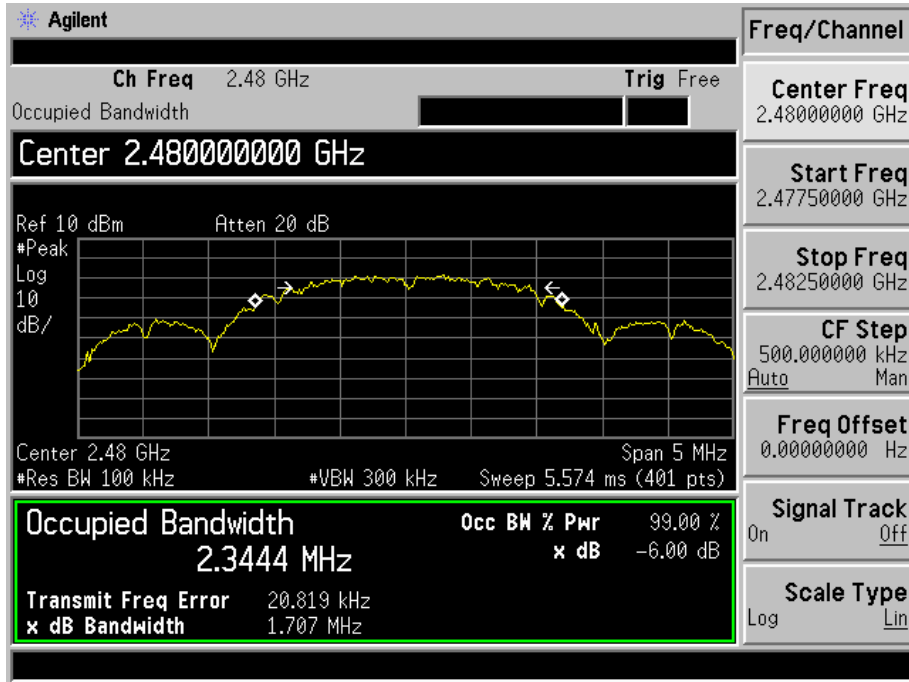 Agilent
Freq/Channel
Ch Freq 2.48 GHz Trig Free
Occupied Bandwidth
Center 2.480000000 GHz
Ref 10 dBm Atten 20 dB
#Peak
Log
10
dB/
Center 2.48 GHz Span 5 MHz
#Res BW 100 kHz #VBW 300 kHz Sweep 5.574 ms (401 pts)
Occupied Bandwidth
2.3444 MHz
Occ BW % Pwr 99.00 %
x dB -6.00 dB
Transmit Freq Error 20.819 kHz
x dB Bandwidth 1.707 MHz
Center Freq
2.48000000 GHz
Start Freq
2.47750000 GHz
Stop Freq
2.48250000 GHz
CF Step
500.000000 kHz
Auto Man
Freq Offset
0.00000000 Hz
Signal Track
On Off
Scale Type
Log Lin